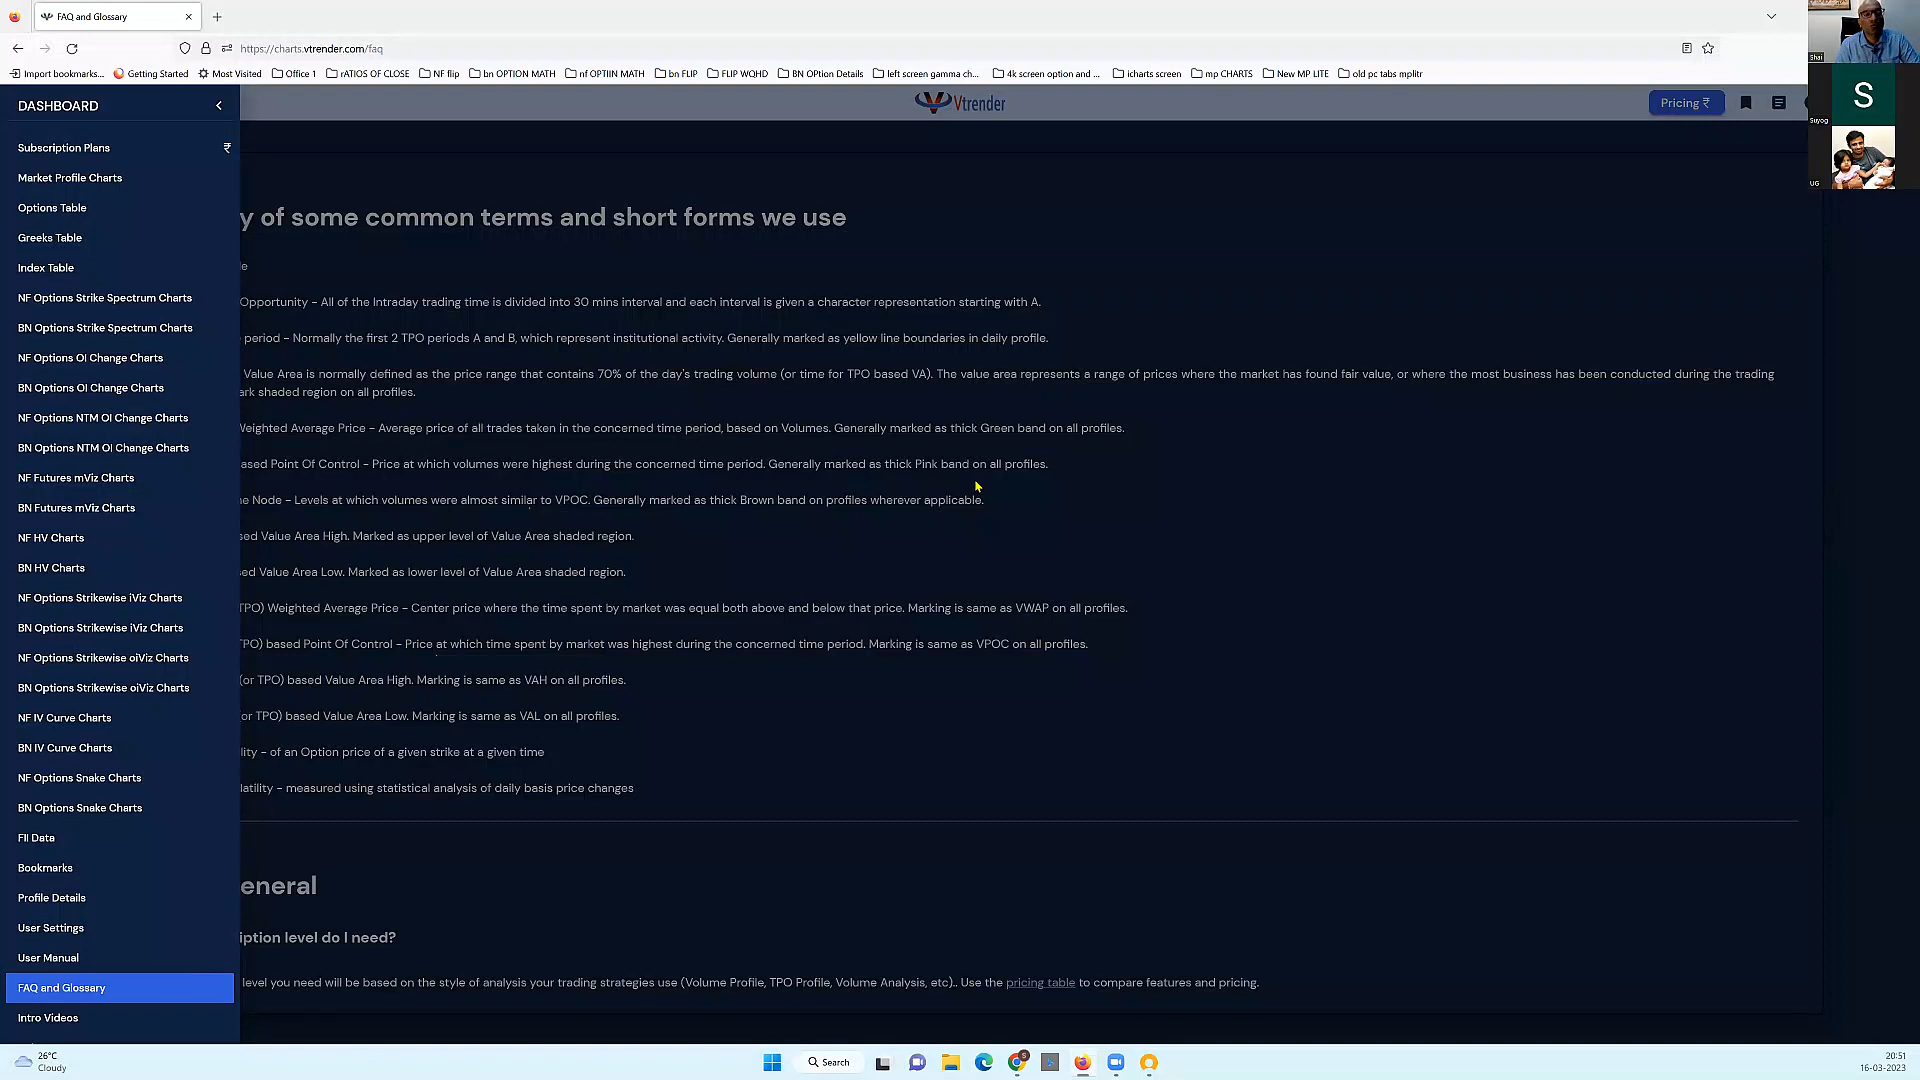 FAQ and Glossary
https://charts.vtrender.com/faq
Import bookmarks... Getting Started Most Visited Office 1 rATIOS OF CLOSE NF flip bn OPTION MATH nf OPTIIN MATH bn FLIP FLIP WQHD BN OPtion Details left screen gamma ch... 4k screen option and ... icharts screen mp CHARTS New MP LITE old pc tabs mplitr
Shai
S
Suyog
UG
DASHBOARD
Vtrender
Pricing ₹
Subscription Plans ₹
Market Profile Charts
Options Table
Greeks Table
Index Table
NF Options Strike Spectrum Charts
BN Options Strike Spectrum Charts
NF Options OI Change Charts
BN Options OI Change Charts
NF Options NTM OI Change Charts
BN Options NTM OI Change Charts
NF Futures mViz Charts
BN Futures mViz Charts
NF HV Charts
BN HV Charts
NF Options Strikewise iViz Charts
BN Options Strikewise iViz Charts
NF Options Strikewise oiViz Charts
BN Options Strikewise oiViz Charts
NF IV Curve Charts
BN IV Curve Charts
NF Options Snake Charts
BN Options Snake Charts
FII Data
Bookmarks
Profile Details
User Settings
User Manual
FAQ and Glossary
Intro Videos
y of some common terms and short forms we use
le
Opportunity – All of the Intraday trading time is divided into 30 mins interval and each interval is given a character representation starting with A.
period – Normally the first 2 TPO periods A and B, which represent institutional activity. Generally marked as yellow line boundaries in daily profile.
Value Area is normally defined as the price range that contains 70% of the day's trading volume (or time for TPO based VA). The value area represents a range of prices where the market has found fair value, or where the most business has been conducted during the trading
ark shaded region on all profiles.
Weighted Average Price – Average price of all trades taken in the concerned time period, based on Volumes. Generally marked as thick Green band on all profiles.
ased Point Of Control – Price at which volumes were highest during the concerned time period. Generally marked as thick Pink band on all profiles.
e Node – Levels at which volumes were almost similar to VPOC. Generally marked as thick Brown band on profiles wherever applicable.
sed Value Area High. Marked as upper level of Value Area shaded region.
ed Value Area Low. Marked as lower level of Value Area shaded region.
TPO) Weighted Average Price – Center price where the time spent by market was equal both above and below that price. Marking is same as VWAP on all profiles.
TPO) based Point Of Control – Price at which time spent by market was highest during the concerned time period. Marking is same as VPOC on all profiles.
(or TPO) based Value Area High. Marking is same as VAH on all profiles.
or TPO) based Value Area Low. Marking is same as VAL on all profiles.
lity – of an Option price of a given strike at a given time
latility – measured using statistical analysis of daily basis price changes
eneral
iption level do I need?
level you need will be based on the style of analysis your trading strategies use (Volume Profile, TPO Profile, Volume Analysis, etc).. Use the pricing table to compare features and pricing.
26°C
Cloudy
Search
20:51
16-03-2023